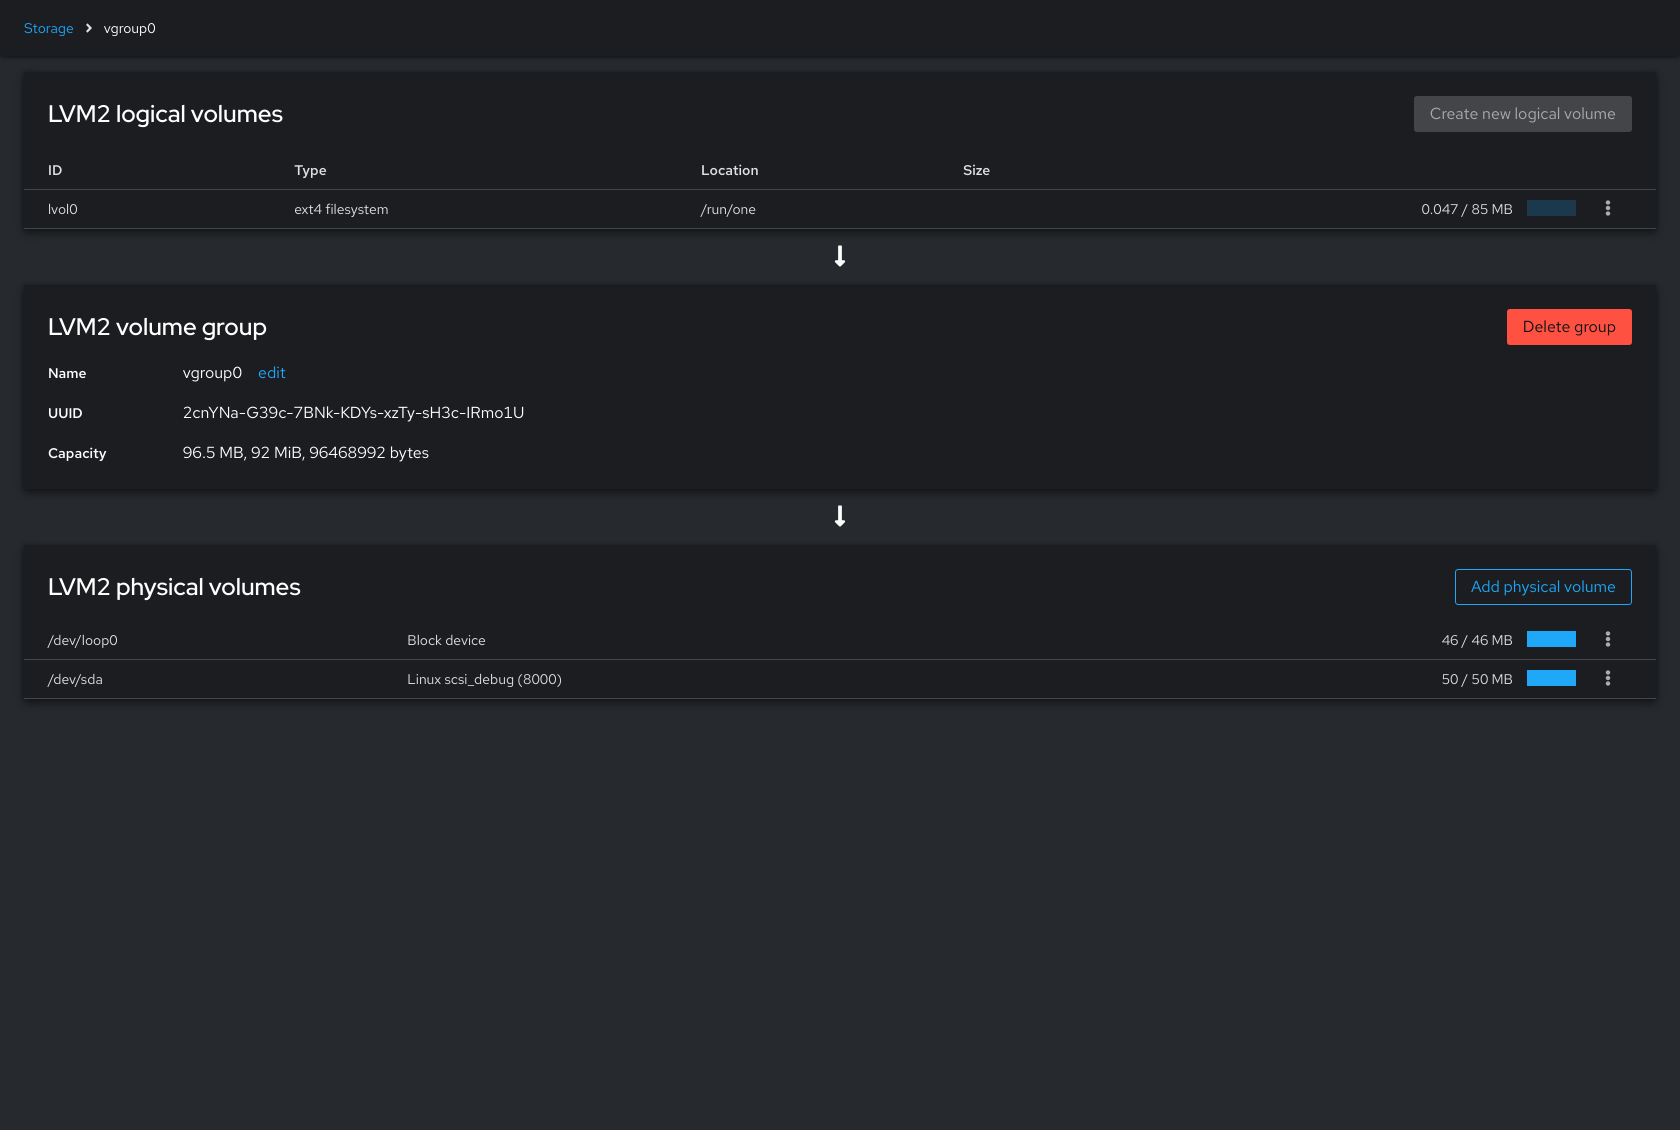 Storage vgroup0
LVM2 logical volumes Create new logical volume
ID Type Location Size
lvol0 ext4 filesystem /run/one 0.047 / 85 MB
LVM2 volume group Delete group
Name vgroup0 edit
UUID 2cnYNa-G39c-7BNk-KDYs-xzTy-sH3c-IRmo1U
Capacity 96.5 MB, 92 MiB, 96468992 bytes
LVM2 physical volumes Add physical volume
/dev/loop0 Block device 46 / 46 MB
/dev/sda Linux scsi_debug (8000) 50 / 50 MB